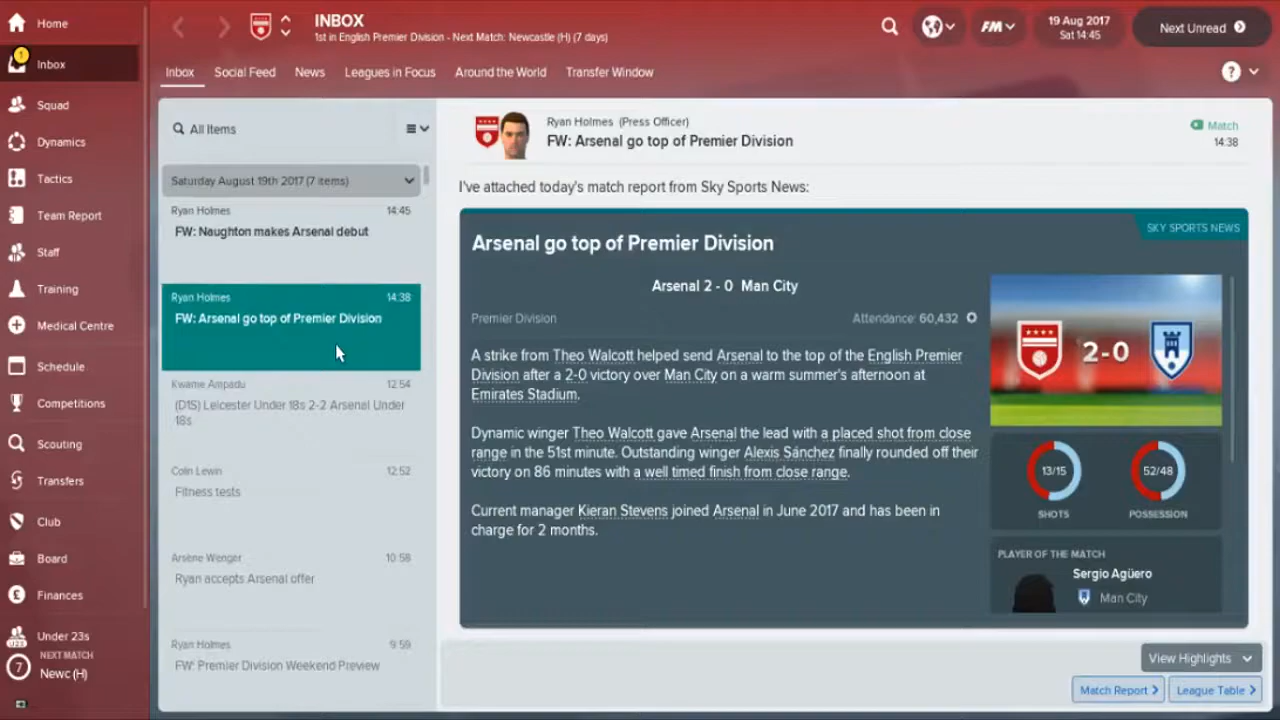 Home
INBOX
1st in English Premier Division - Next Match: Newcastle (H) (7 days)
FM
19 Aug 2017
Sat 14:45
Next Unread
1
Inbox
Squad
Dynamics
Tactics
Team Report
Staff
Training
Medical Centre
Schedule
Competitions
Scouting
Transfers
Club
Board
Finances
Under 23s
NEXT MATCH
7
Newc (H)
Inbox
Social Feed
News
Leagues in Focus
Around the World
Transfer Window
?
All Items
Saturday August 19th 2017 (7 items)
Ryan Holmes 14:45
FW: Naughton makes Arsenal debut
Ryan Holmes 14:38
FW: Arsenal go top of Premier Division
Kwame Ampadu 12:54
(D1S) Leicester Under 18s 2-2 Arsenal Under
18s
Colin Lewin 12:52
Fitness tests
Arsène Wenger 10:58
Ryan accepts Arsenal offer
Ryan Holmes 9:59
FW: Premier Division Weekend Preview
Ryan Holmes (Press Officer)
FW: Arsenal go top of Premier Division
Match
14:38
I've attached today's match report from Sky Sports News:
SKY SPORTS NEWS
Arsenal go top of Premier Division
Arsenal 2 - 0 Man City
Premier Division
Attendance: 60,432
A strike from Theo Walcott helped send Arsenal to the top of the English Premier
Division after a 2-0 victory over Man City on a warm summer's afternoon at
Emirates Stadium.
Dynamic winger Theo Walcott gave Arsenal the lead with a placed shot from close
range in the 51st minute. Outstanding winger Alexis Sánchez finally rounded off their
victory on 86 minutes with a well timed finish from close range.
Current manager Kieran Stevens joined Arsenal in June 2017 and has been in
charge for 2 months.
2-0
13/15
SHOTS
52/48
POSSESSION
PLAYER OF THE MATCH
Sergio Agüero
Man City
View Highlights
Match Report
League Table